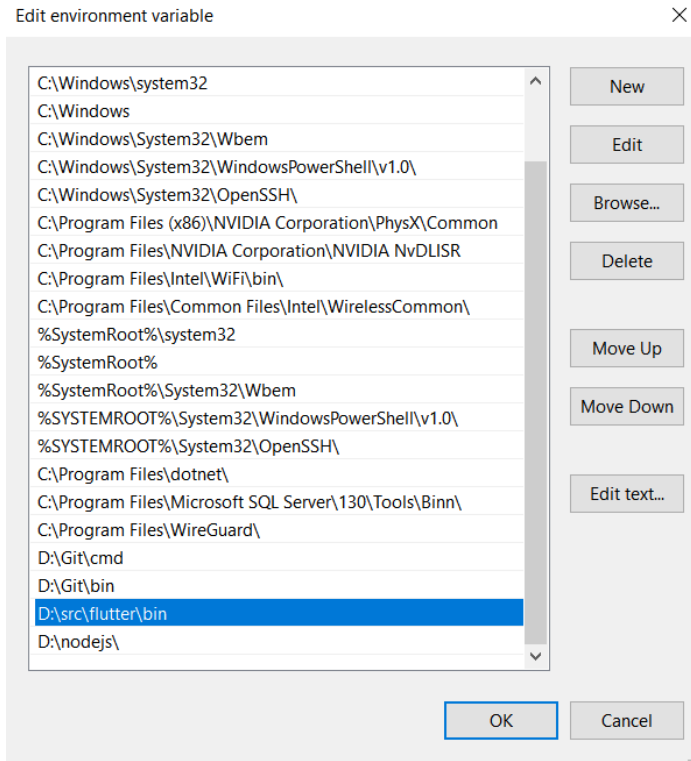 Edit environment variable
C:\Windows\system32
C:\Windows
C:\Windows\System32\Wbem
C:\Windows\System32\WindowsPowerShell\v1.0\
C:\Windows\System32\OpenSSH\
C:\Program Files (x86)\NVIDIA Corporation\PhysX\Common
C:\Program Files\NVIDIA Corporation\NVIDIA NvDLISR
C:\Program Files\Intel\WiFi\bin\
C:\Program Files\Common Files\Intel\WirelessCommon\
%SystemRoot%\system32
%SystemRoot%
%SystemRoot%\System32\Wbem
%SYSTEMROOT%\System32\WindowsPowerShell\v1.0\
%SYSTEMROOT%\System32\OpenSSH\
C:\Program Files\dotnet\
C:\Program Files\Microsoft SQL Server\130\Tools\Binn\
C:\Program Files\WireGuard\
D:\Git\cmd
D:\Git\bin
D:\src\flutter\bin
D:\nodejs\
New
Edit
Browse...
Delete
Move Up
Move Down
Edit text...
OK
Cancel